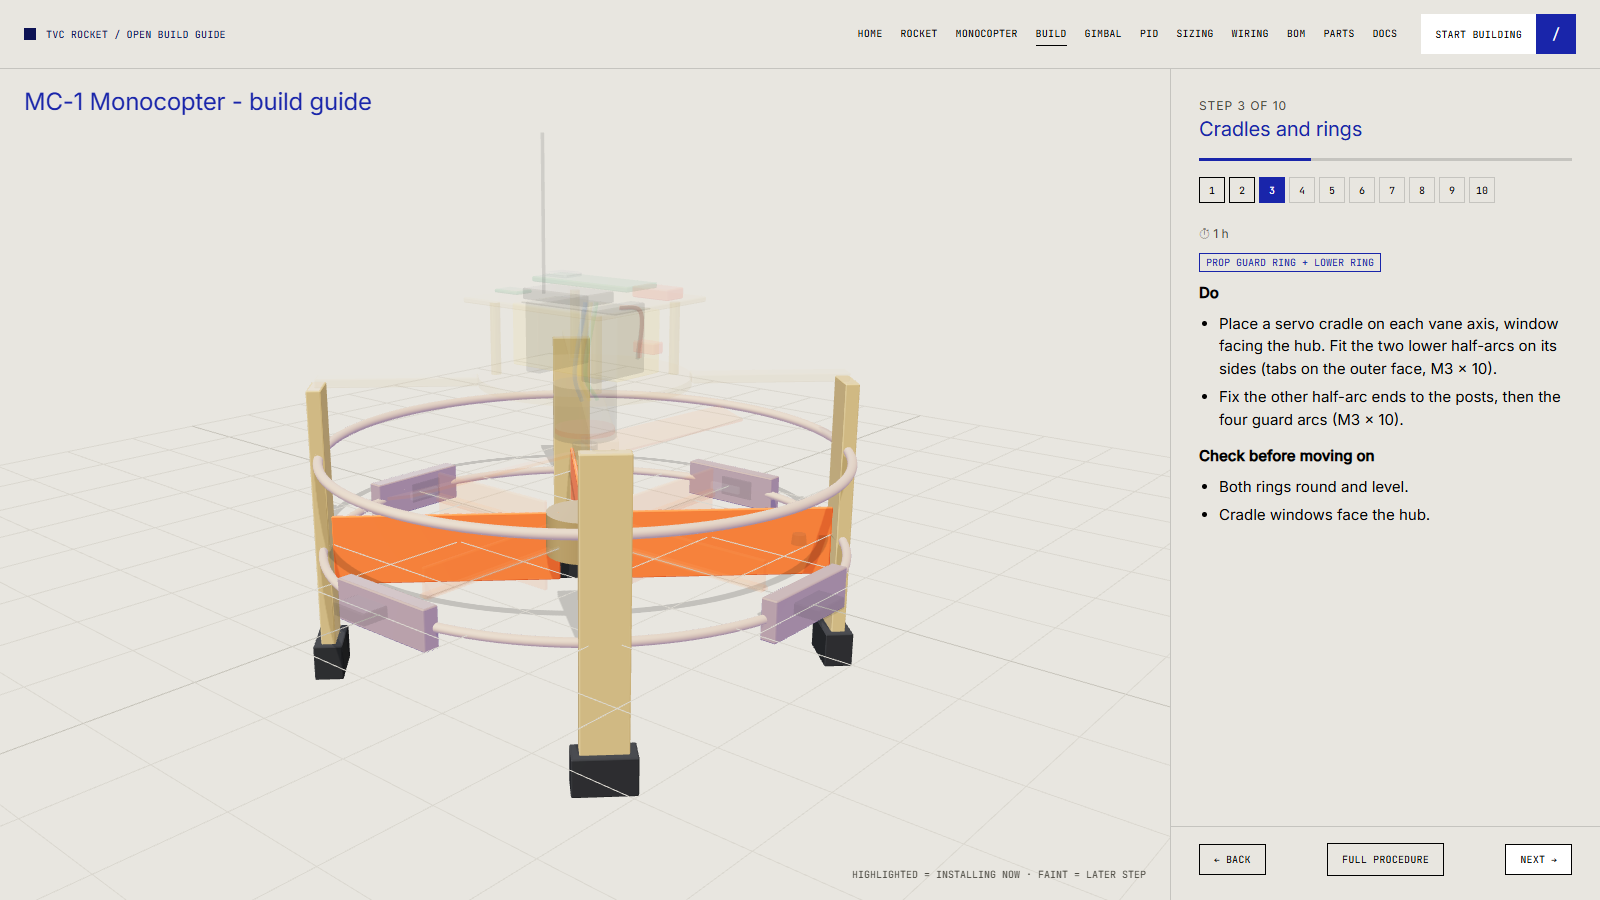 TVC ROCKET / OPEN BUILD GUIDE
HOME ROCKET MONOCOPTER BUILD GIMBAL PID SIZING WIRING BOM PARTS DOCS
START BUILDING /
MC-1 Monocopter - build guide
STEP 3 OF 10
Cradles and rings
1 2 3 4 5 6 7 8 9 10
⏱ 1 h
PROP GUARD RING + LOWER RING
Do
• Place a servo cradle on each vane axis, window
facing the hub. Fit the two lower half-arcs on its
sides (tabs on the outer face, M3 × 10).
• Fix the other half-arc ends to the posts, then the
four guard arcs (M3 × 10).
Check before moving on
• Both rings round and level.
• Cradle windows face the hub.
HIGHLIGHTED = INSTALLING NOW · FAINT = LATER STEP
← BACK
FULL PROCEDURE
NEXT →